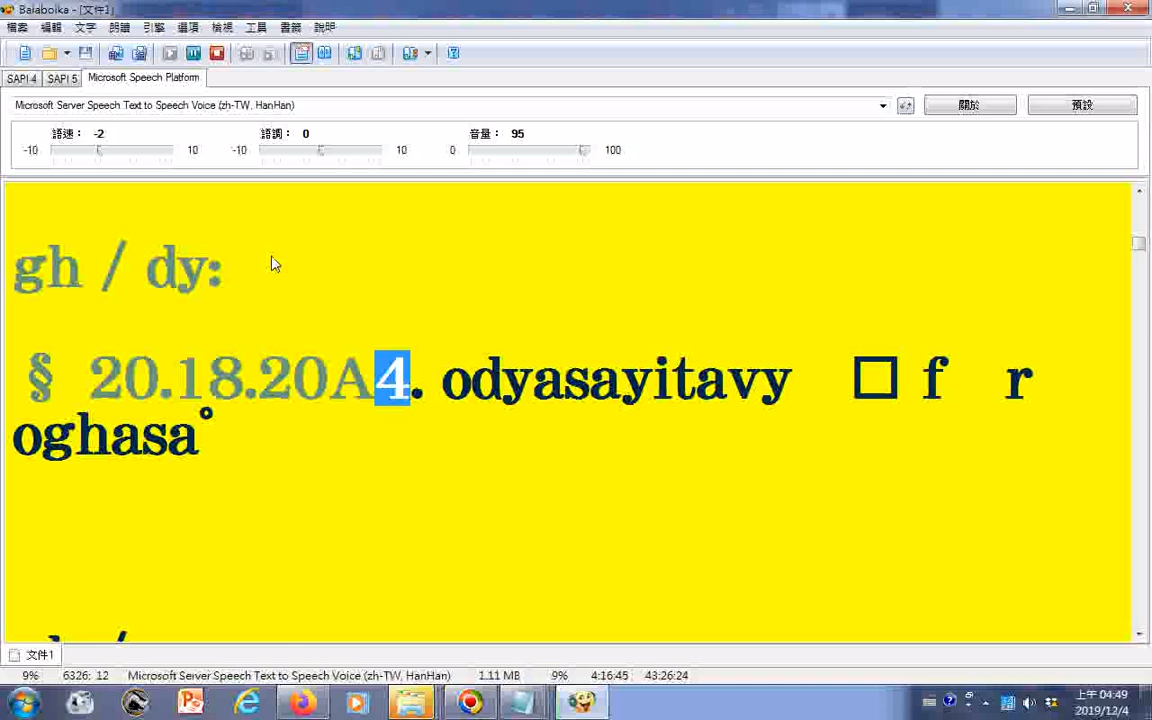 Balabolka - [文件1]
檔案 編輯 文字 朗讀 引擎 選項 檢視 工具 書籤 說明
SAPI 4 SAPI 5 Microsoft Speech Platform
Microsoft Server Speech Text to Speech Voice (zh-TW, HanHan) 關於 預設
語速： -2 語調： 0 音量： 95
-10 10 -10 10 0 100
gh / dy:
§ 20.18.20A4. odyasayitavy □ f r
oghasa°
文件1
9% 6326: 12 Microsoft Server Speech Text to Speech Voice (zh-TW, HanHan) 1.11 MB 9% 4:16:45 43:26:24
上午 04:49
2019/12/4